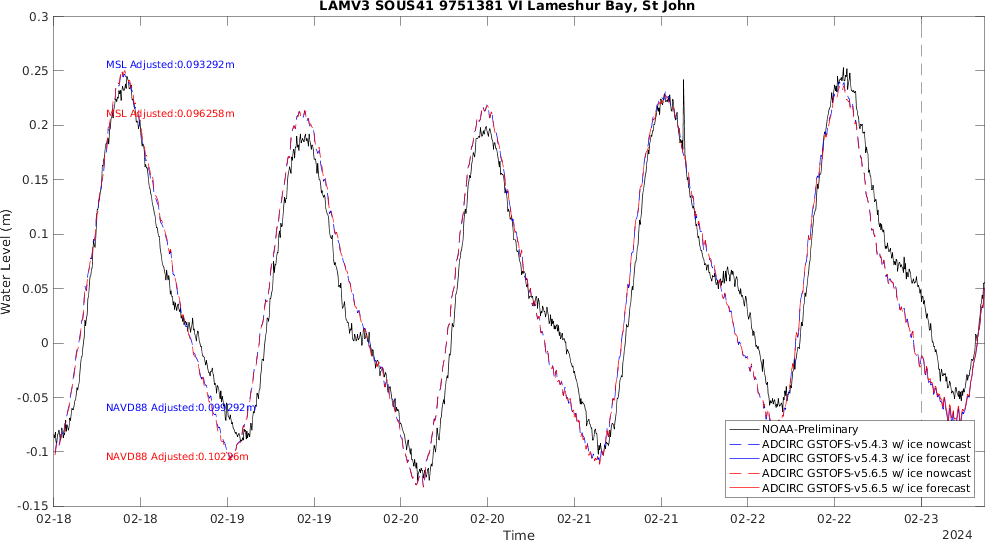 LAMV3 SOUS41 9751381 VI Lameshur Bay, St John
0.3
0.25
0.2
0.15
0.1
0.05
0
-0.05
-0.1
-0.15
Water Level (m)
MSL Adjusted:0.093292m
MSL Adjusted:0.096258m
NAVD88 Adjusted:0.099292m
NAVD88 Adjusted:0.10226m
NOAA-Preliminary
ADCIRC GSTOFS-v5.4.3 w/ ice nowcast
ADCIRC GSTOFS-v5.4.3 w/ ice forecast
ADCIRC GSTOFS-v5.6.5 w/ ice nowcast
ADCIRC GSTOFS-v5.6.5 w/ ice forecast
02-18 02-18 02-19 02-19 02-20 02-20 02-21 02-21 02-22 02-22 02-23
Time
2024